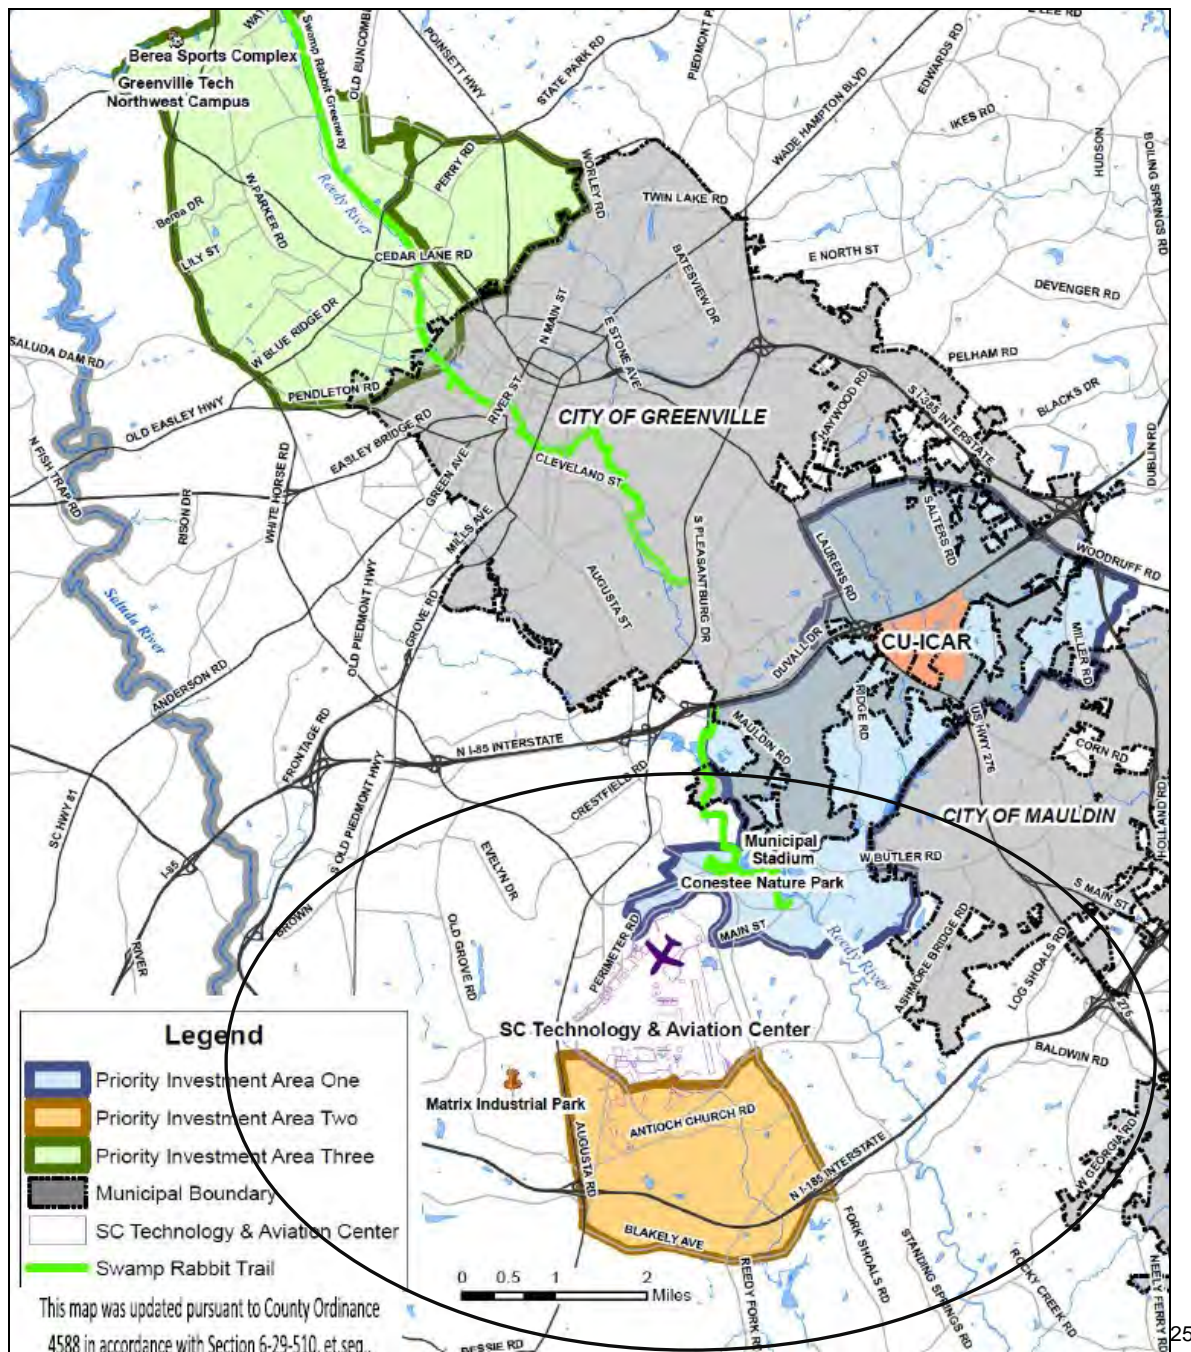 WAT
Swamp Rabbit Greenway
OLD BUNCOMBE
POINSETT HWY
STATE PARK RD
PIEDMONT P
EDWARDS RD
E LEE RD
Berea Sports Complex
Greenville Tech
Northwest Campus
WADE HAMPTON BLVD
IKES RD
HUDSON
BOILING SPRINGS RD
PERRY RD
WORLEY RD
TWIN LAKE RD
Reedy River
W PARKER RD
Berea DR
LILY ST
CEDAR LANE RD
BATESVIEW DR
E NORTH ST
DEVENGER RD
W BLUE RIDGE DR
N MAIN ST
E STONE AVE
SALUDA DAM RD
PELHAM RD
PENDLETON RD
RIVER ST
HAYWOOD RD
S I-385 INTERSTATE
BLACKS DR
OLD EASLEY HWY
CITY OF GREENVILLE
EASLEY BRIDGE RD
N FISH TRAP RD
DUBLIN RD
CLEVELAND ST
GREEN AVE
WHITE HORSE RD
RISON DR
MILLS AVE
SALTERS RD
S PLEASANTBURG DR
LAURENS RD
WOODRUFF RD
OLD PIEDMONT HWY
AUGUSTA ST
GROVE RD
Saluda River
CU-ICAR
MILLER RD
DUVALL DR
ANDERSON RD
RIDGE RD
FRONTAGE RD
MAULDIN RD
US HWY 276
N I-85 INTERSTATE
CORN RD
CRESTFIELD RD
SC HWY 81
S OLD PIEDMONT HWY
HOLLAND RD
CITY OF MAULDIN
I-85
EVELYN DR
Municipal
Stadium
W BUTLER RD
Conestee Nature Park
S MAIN ST
BROWN
OLD GROVE RD
PERIMETER RD
MAIN ST
Reedy River
ASHMORE BRIDGE RD
LOG SHOALS RD
RIVER
276
SC Technology & Aviation Center
BALDWIN RD
Legend
Priority Investment Area One
Priority Investment Area Two
Priority Investment Area Three
Municipal Boundary
SC Technology & Aviation Center
Swamp Rabbit Trail
Matrix Industrial Park
ANTIOCH CHURCH RD
AUGUSTA RD
N I-185 INTERSTATE
W GEORGIA RD
BLAKELY AVE
REEDY FORK RD
FORK SHOALS RD
STANDING SPRINGS RD
ROCKY CREEK RD
NEELY FERRY RD
0 0.5 1 2
Miles
This map was updated pursuant to County Ordinance
4588 in accordance with Section 6-29-510, et.seq.,
BESSIE RD
25